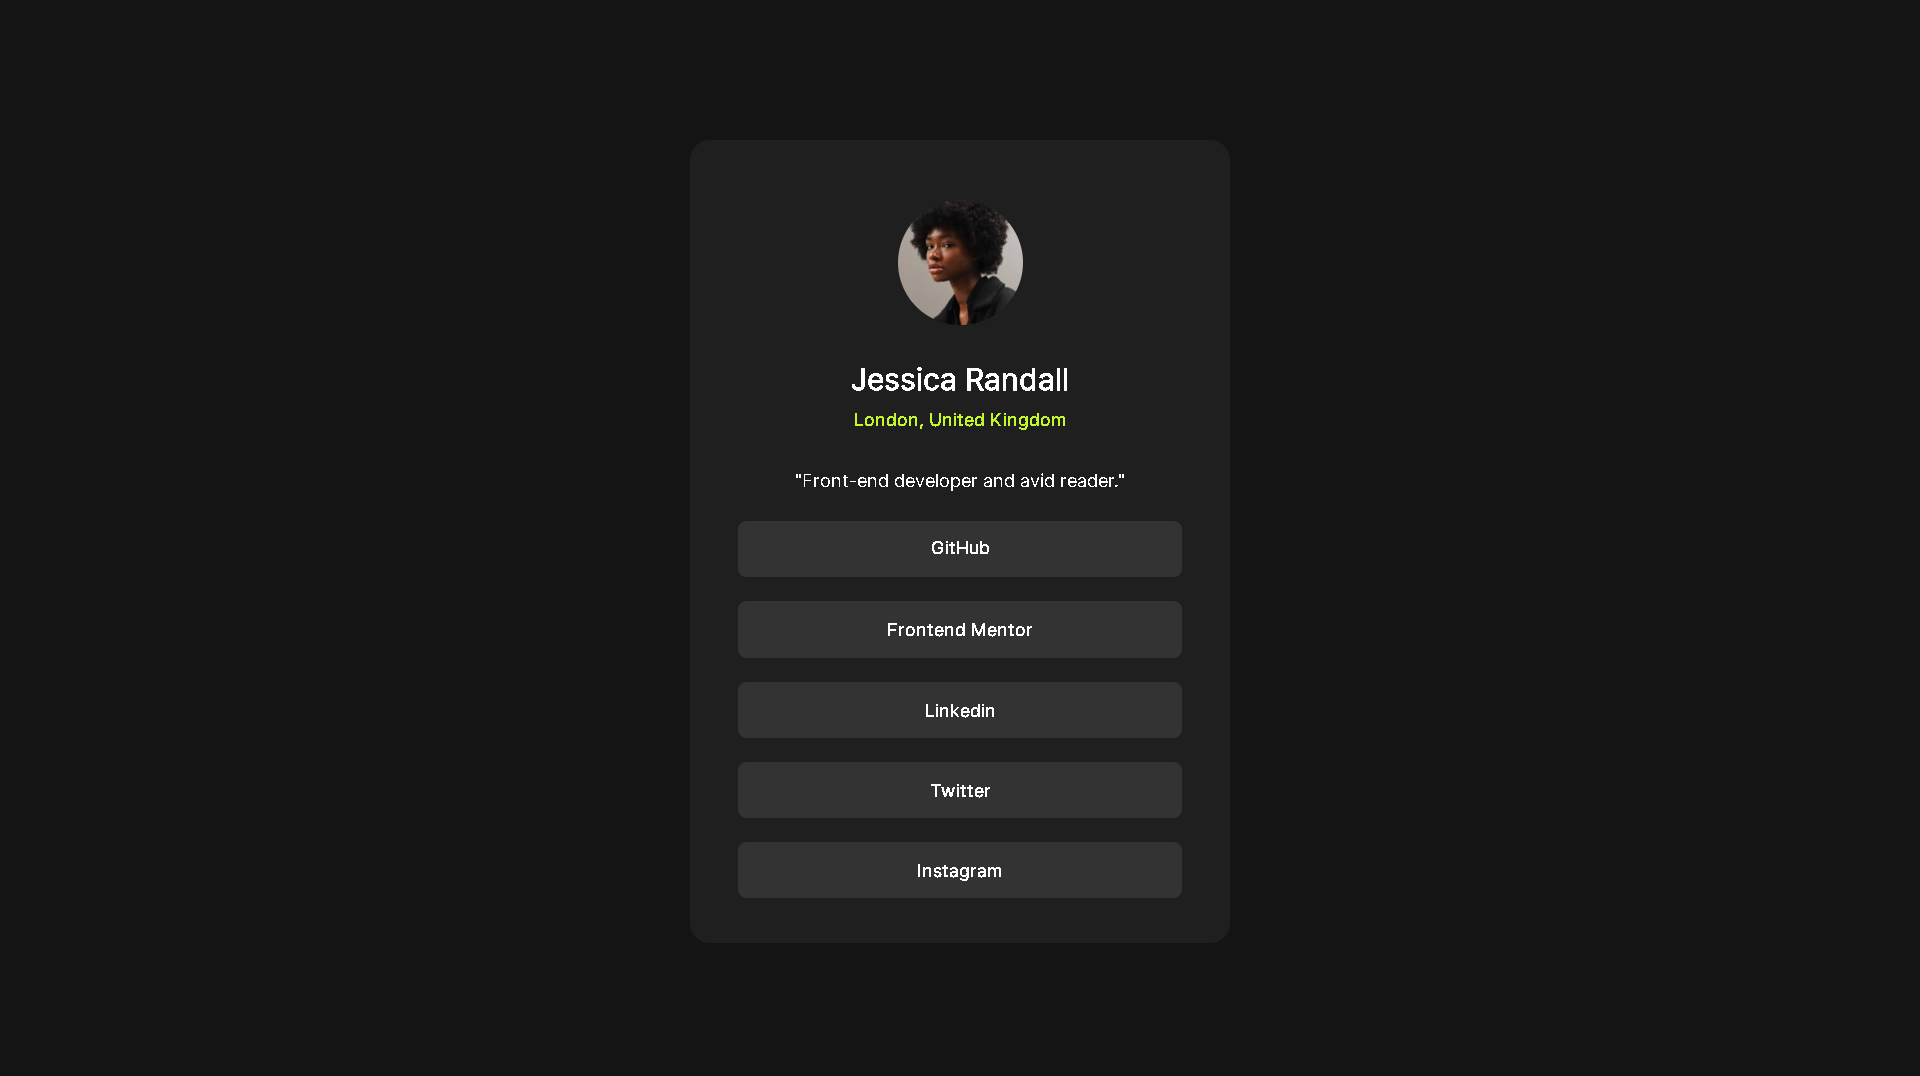 Jessica Randall
London, United Kingdom
"Front-end developer and avid reader."
GitHub
Frontend Mentor
Linkedin
Twitter
Instagram